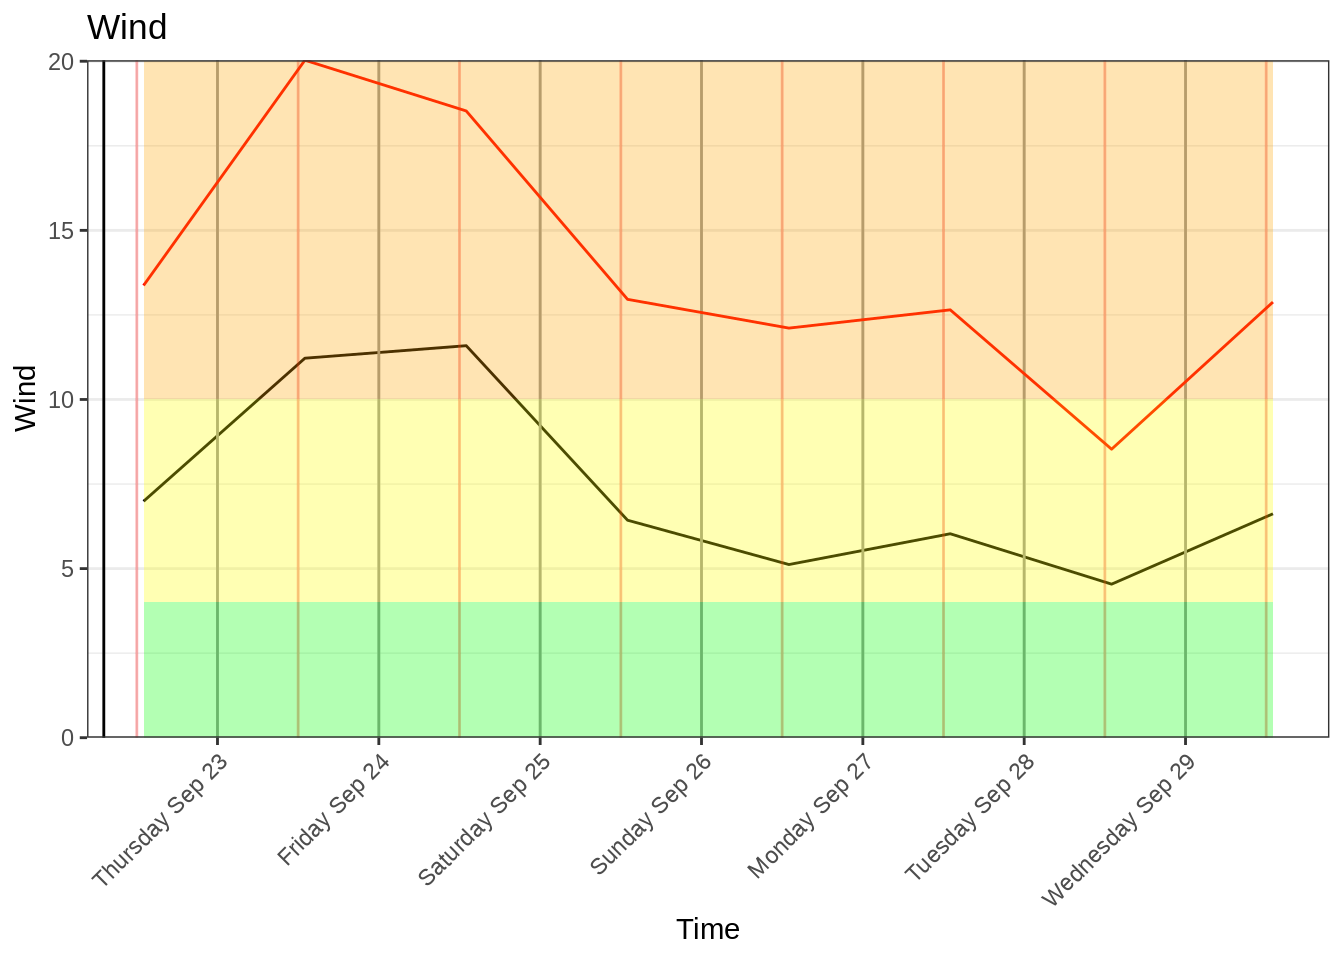 Wind
20
15
10
5
0
Wind
Thursday Sep 23
Friday Sep 24
Saturday Sep 25
Sunday Sep 26
Monday Sep 27
Tuesday Sep 28
Wednesday Sep 29
Time